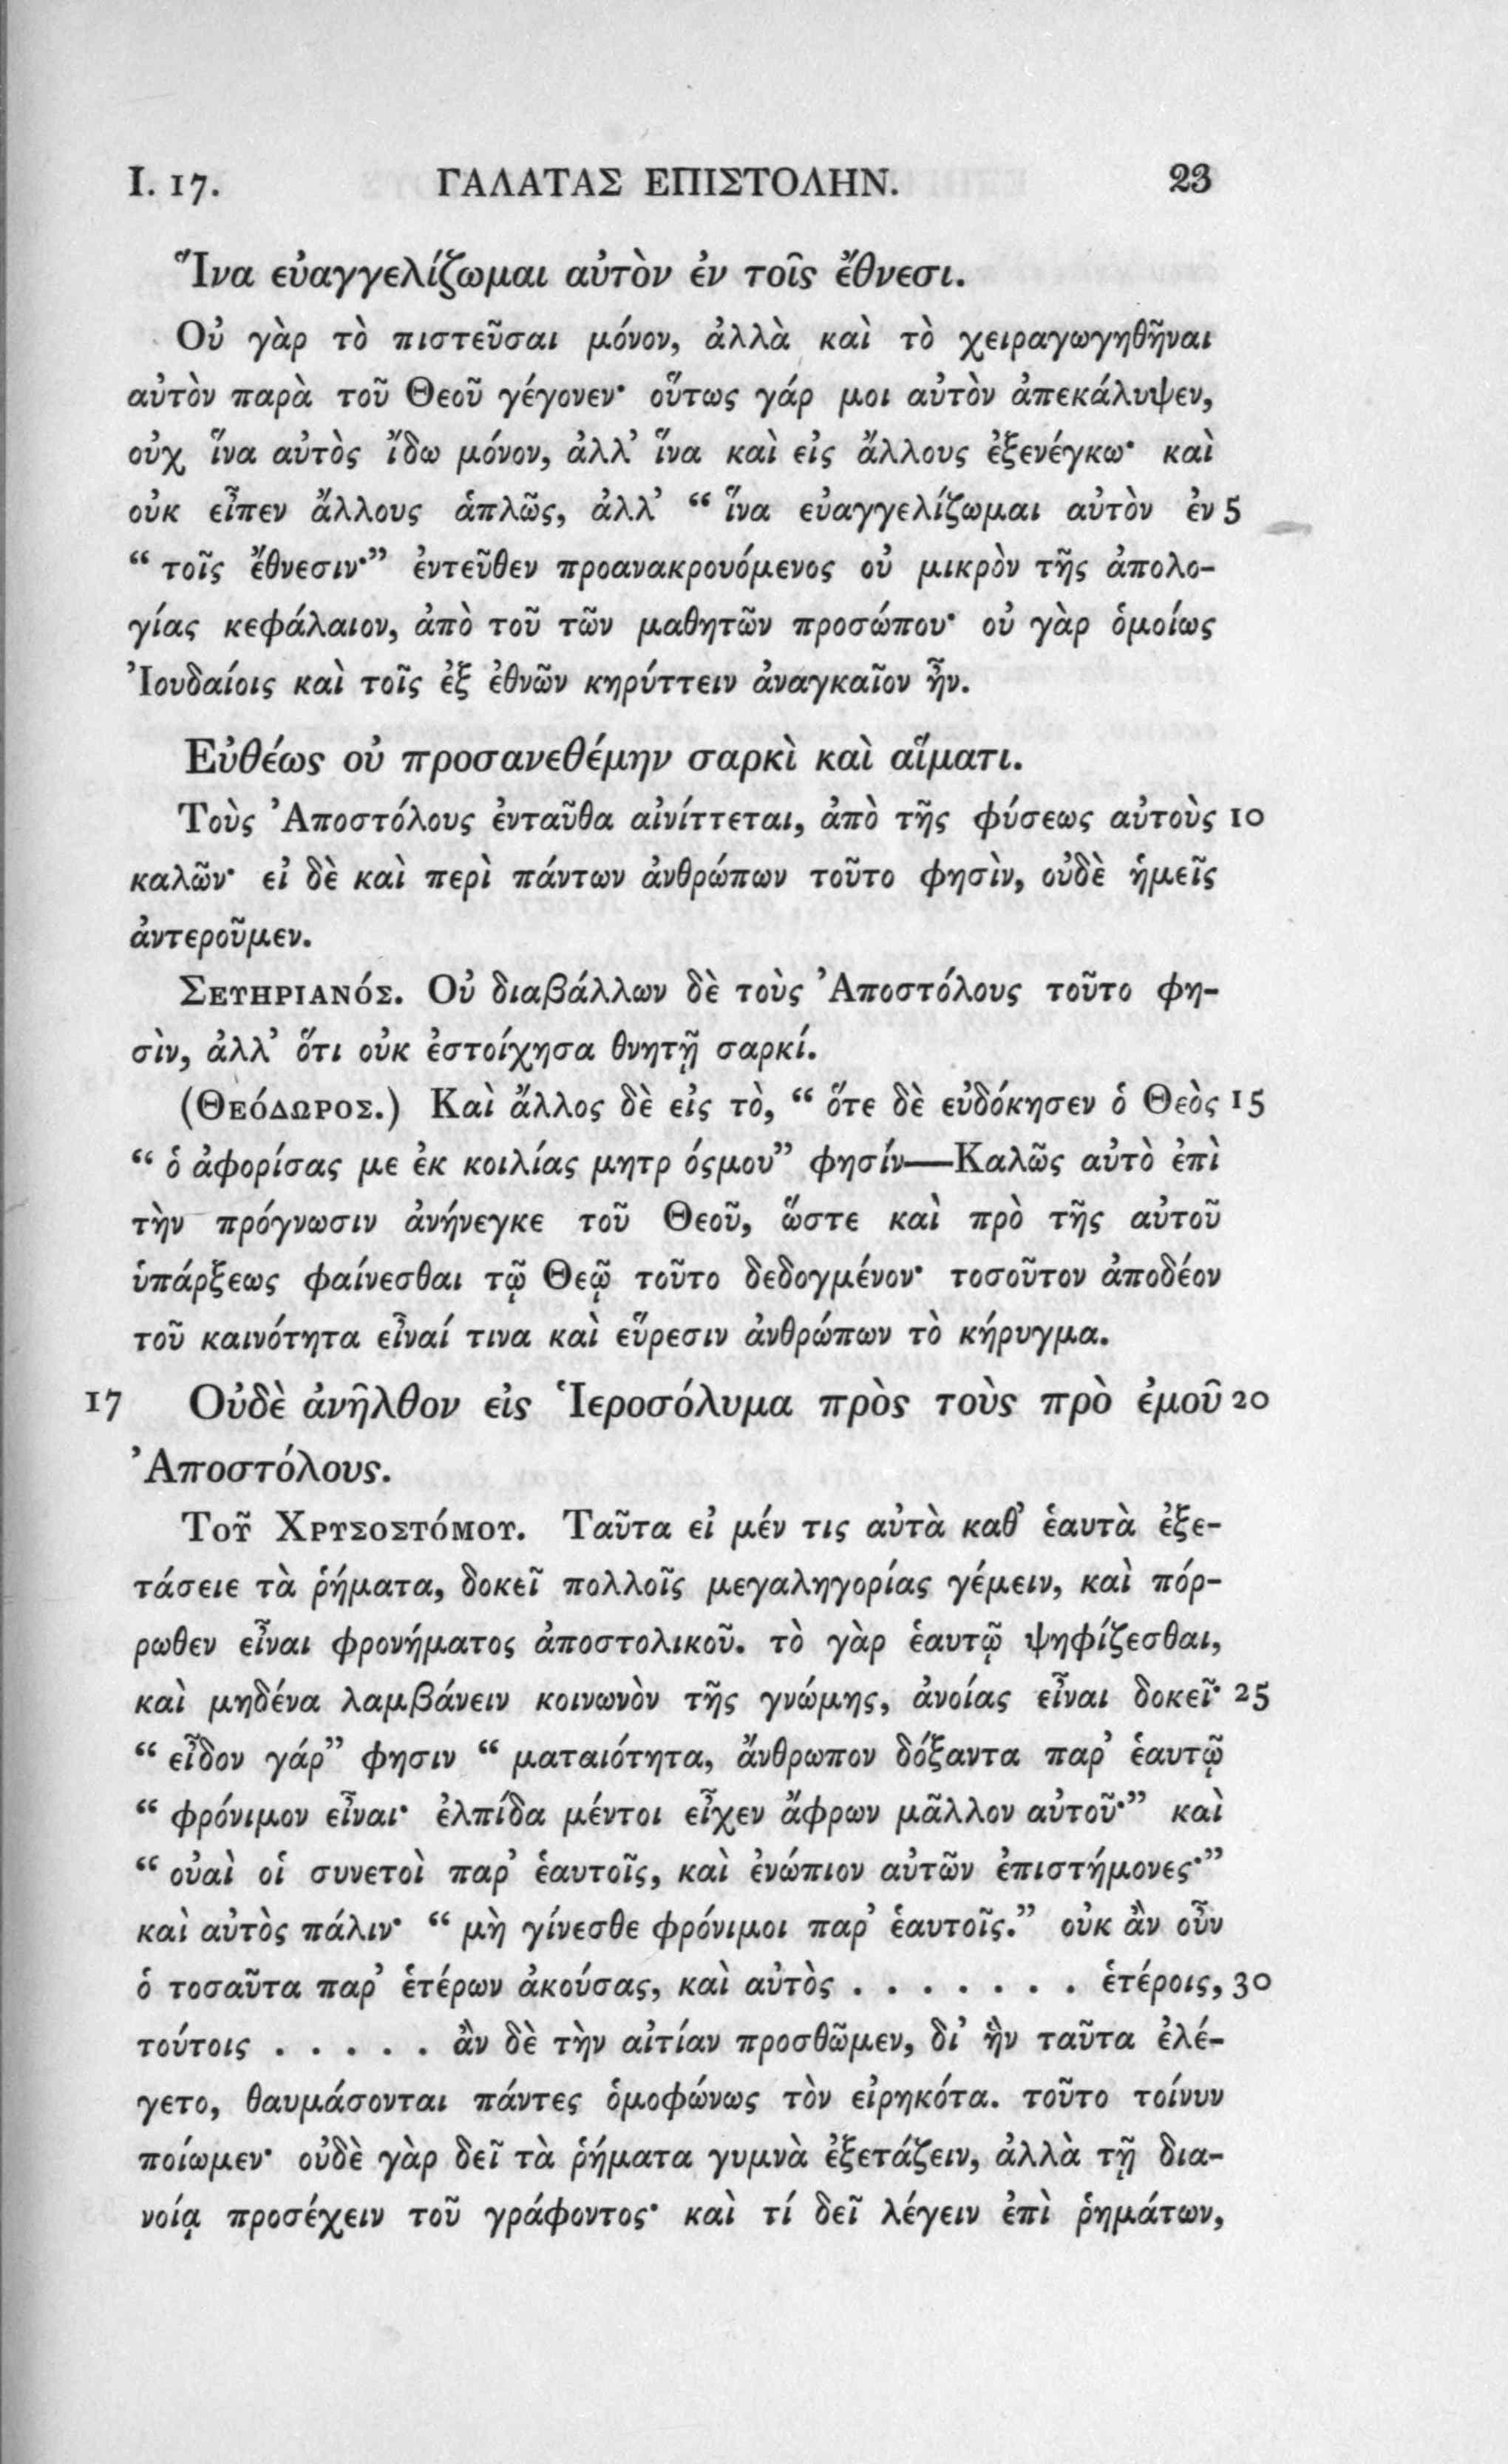 I. 17. ΓΑΛΑΤΑΣ ΕΠΙΣΤΟΛΗΝ. 23
Ἵνα εὐαγγελίζωμαι αὐτὸν ἐν τοῖς ἔθνεσι.
Οὐ γὰρ τὸ πιστεῦσαι μόνον, ἀλλὰ καὶ τὸ χειραγωγηθῆναι
αὐτὸν παρὰ τοῦ Θεοῦ γέγονεν· οὕτως γάρ μοι αὐτὸν ἀπεκάλυψεν,
οὐχ ἵνα αὐτὸς ἴδω μόνον, ἀλλ’ ἵνα καὶ εἰς ἄλλους ἐξενέγκω· καὶ
οὐκ εἶπεν ἄλλους ἁπλῶς, ἀλλ’ “ ἵνα εὐαγγελίζωμαι αὐτὸν ἐν 5
“ τοῖς ἔθνεσιν·” ἐντεῦθεν προανακρουόμενος οὐ μικρὸν τῆς ἀπολο-
γίας κεφάλαιον, ἀπὸ τοῦ τῶν μαθητῶν προσώπου· οὐ γὰρ ὁμοίως
Ἰουδαίοις καὶ τοῖς ἐξ ἐθνῶν κηρύττειν ἀναγκαῖον ἦν.
Εὐθέως οὐ προσανεθέμην σαρκὶ καὶ αἵματι.
Τοὺς Ἀποστόλους ἐνταῦθα αἰνίττεται, ἀπὸ τῆς φύσεως αὐτοὺς 10
καλῶν· εἰ δὲ καὶ περὶ πάντων ἀνθρώπων τοῦτο φησὶν, οὐδὲ ἡμεῖς
ἀντεροῦμεν.
ΣΕΥΗΡΙΑΝΌΣ. Οὐ διαβάλλων δὲ τοὺς Ἀποστόλους τοῦτο φη-
σὶν, ἀλλ’ ὅτι οὐκ ἐστοίχησα θνητῇ σαρκί.
(ΘΕΌΔΩΡΟΣ.) Καὶ ἄλλος δὲ εἰς τὸ, “ ὅτε δὲ εὐδόκησεν ὁ Θεὸς 15
“ ὁ ἀφορίσας με ἐκ κοιλίας μητρ όςμου” φησίν—Καλῶς αὐτὸ ἐπὶ
τὴν πρόγνωσιν ἀνήνεγκε τοῦ Θεοῦ, ὥστε καὶ πρὸ τῆς αὐτοῦ
ὑπάρξεως φαίνεσθαι τῷ Θεῷ τοῦτο δεδογμένον· τοσοῦτον ἀποδέον
τοῦ καινότητα εἶναί τινα καὶ εὕρεσιν ἀνθρώπων τὸ κήρυγμα.
17 Οὐδὲ ἀνῆλθον εἰς Ἱεροσόλυμα πρὸς τοὺς πρὸ ἐμοῦ 20
Ἀποστόλους.
ΤΟΥ͂ ΧΡΥΣΟΣΤΌΜΟΥ. Ταῦτα εἰ μέν τις αὐτὰ καθ’ ἑαυτὰ ἐξε-
τάσειε τὰ ῥήματα, δοκεῖ πολλοῖς μεγαληγορίας γέμειν, καὶ πόρ-
ρωθεν εἶναι φρονήματος ἀποστολικοῦ. τὸ γὰρ ἑαυτῷ ψηφίζεσθαι,
καὶ μηδένα λαμβάνειν κοινωνὸν τῆς γνώμης, ἀνοίας εἶναι δοκεῖ· 25
“ εἶδον γάρ” φησιν “ ματαιότητα, ἄνθρωπον δόξαντα παρ’ ἑαυτῷ
“ φρόνιμον εἶναι· ἐλπίδα μέντοι εἶχεν ἄφρων μᾶλλον αὐτοῦ·” καὶ
“ οὐαὶ οἱ συνετοὶ παρ’ ἑαυτοῖς, καὶ ἐνώπιον αὐτῶν ἐπιστήμονες·”
καὶ αὐτὸς πάλιν· “ μὴ γίνεσθε φρόνιμοι παρ’ ἑαυτοῖς.” οὐκ ἂν οὖν
ὁ τοσαῦτα παρ’ ἑτέρων ἀκούσας, καὶ αὐτὸς . . . . . . . ἑτέροις, 30
τούτοις . . . . . ἂν δὲ τὴν αἰτίαν προσθῶμεν, δι’ ἣν ταῦτα ἐλέ-
γετο, θαυμάσονται πάντες ὁμοφώνως τὸν εἰρηκότα. τοῦτο τοίνυν
ποίωμεν· οὐδὲ γὰρ δεῖ τὰ ῥήματα γυμνὰ ἐξετάζειν, ἀλλὰ τῇ δια-
νοίᾳ προσέχειν τοῦ γράφοντος· καὶ τί δεῖ λέγειν ἐπὶ ῥημάτων,